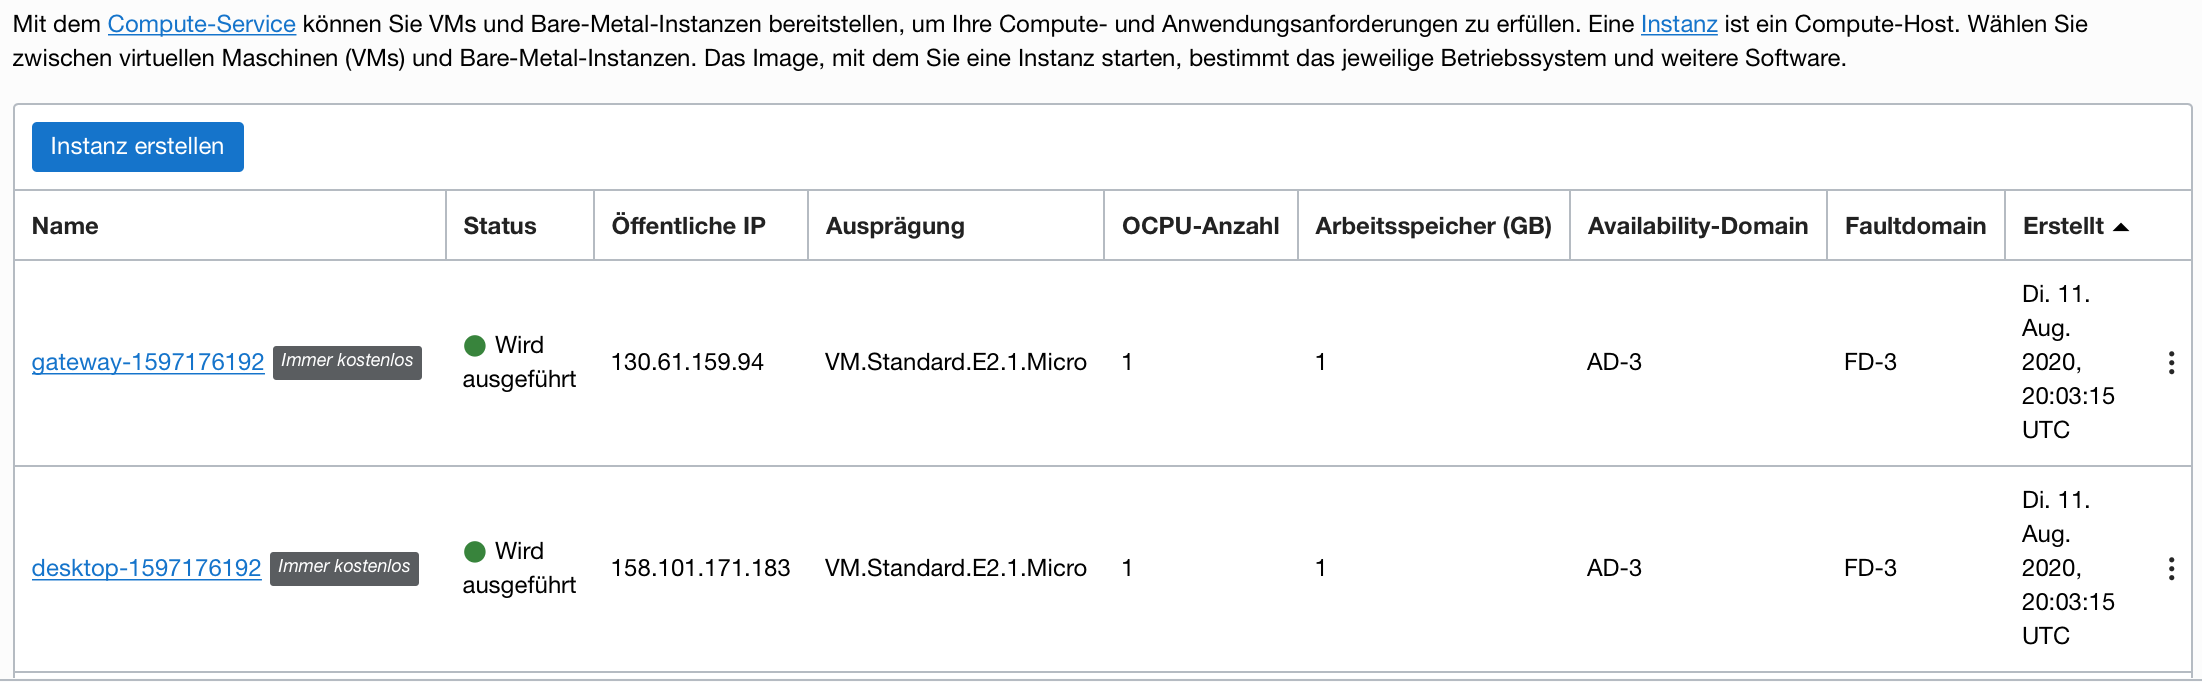 Mit dem Compute-Service können Sie VMs und Bare-Metal-Instanzen bereitstellen, um Ihre Compute- und Anwendungsanforderungen zu erfüllen. Eine Instanz ist ein Compute-Host. Wählen Sie
zwischen virtuellen Maschinen (VMs) und Bare-Metal-Instanzen. Das Image, mit dem Sie eine Instanz starten, bestimmt das jeweilige Betriebssystem und weitere Software.
Instanz erstellen
Name Status Öffentliche IP Ausprägung OCPU-Anzahl Arbeitsspeicher (GB) Availability-Domain Faultdomain Erstellt
gateway-1597176192 Immer kostenlos
Wird
ausgeführt
130.61.159.94
VM.Standard.E2.1.Micro
1
1
AD-3
FD-3
Di. 11.
Aug.
2020,
20:03:15
UTC
desktop-1597176192 Immer kostenlos
Wird
ausgeführt
158.101.171.183
VM.Standard.E2.1.Micro
1
1
AD-3
FD-3
Di. 11.
Aug.
2020,
20:03:15
UTC